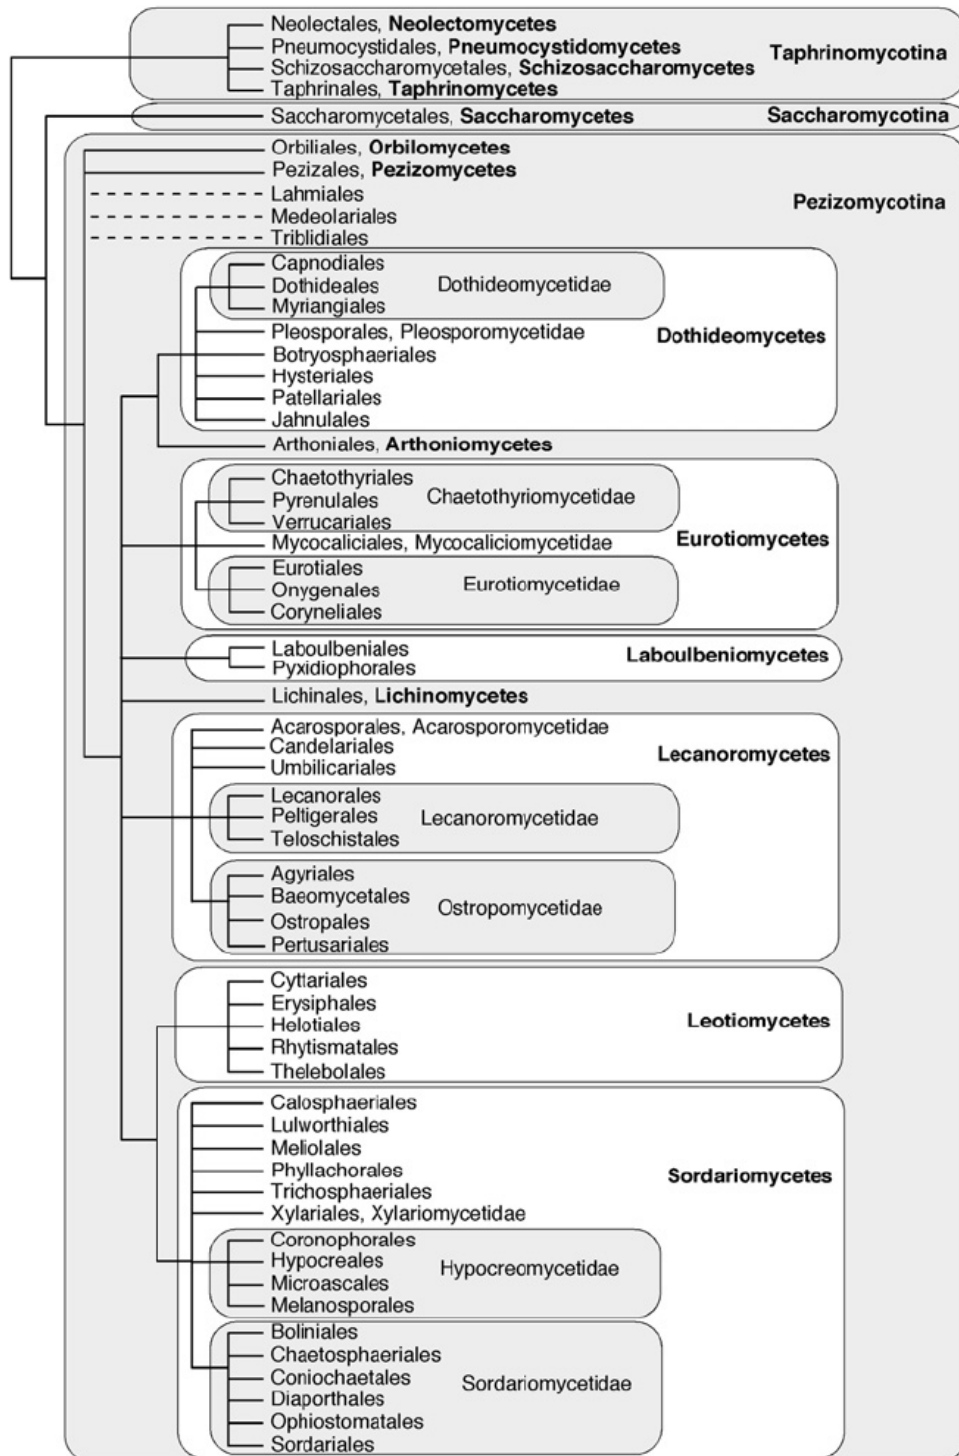 Neolectales, Neolectomycetes
Pneumocystidales, Pneumocystidomycetes
Taphrinomycotina
Schizosaccharomycetales, Schizosaccharomycetes
Taphrinales, Taphrinomycetes
Saccharomycetales, Saccharomycetes
Saccharomycotina
Orbiliales, Orbilomycetes
Pezizales, Pezizomycetes
Lahmiales
Pezizomycotina
Medeolariales
Triblidiales
Capnodiales
Dothideales
Dothideomycetidae
Myriangiales
Pleosporales, Pleosporomycetidae
Dothideomycetes
Botryosphaeriales
Hysteriales
Patellariales
Jahnulales
Arthoniales, Arthoniomycetes
Chaetothyriales
Pyrenulales
Chaetothyriomycetidae
Verrucariales
Eurotiomycetes
Mycocaliciales, Mycocaliciomycetidae
Eurotiales
Onygenales
Eurotiomycetidae
Coryneliales
Laboulbeniales
Laboulbeniomycetes
Pyxidiophorales
Lichinales, Lichinomycetes
Acarosporales, Acarosporomycetidae
Candelariales
Lecanoromycetes
Umbilicariales
Lecanorales
Peltigerales
Lecanoromycetidae
Teloschistales
Agyriales
Baeomycetales
Ostropomycetidae
Ostropales
Pertusariales
Cyttariales
Erysiphales
Helotiales
Leotiomycetes
Rhytismatales
Thelebolales
Calosphaeriales
Lulworthiales
Meliolales
Phyllachorales
Sordariomycetes
Trichosphaeriales
Xylariales, Xylariomycetidae
Coronophorales
Hypocreales
Hypocreomycetidae
Microascales
Melanosporales
Boliniales
Chaetosphaeriales
Coniochaetales
Sordariomycetidae
Diaporthales
Ophiostomatales
Sordariales